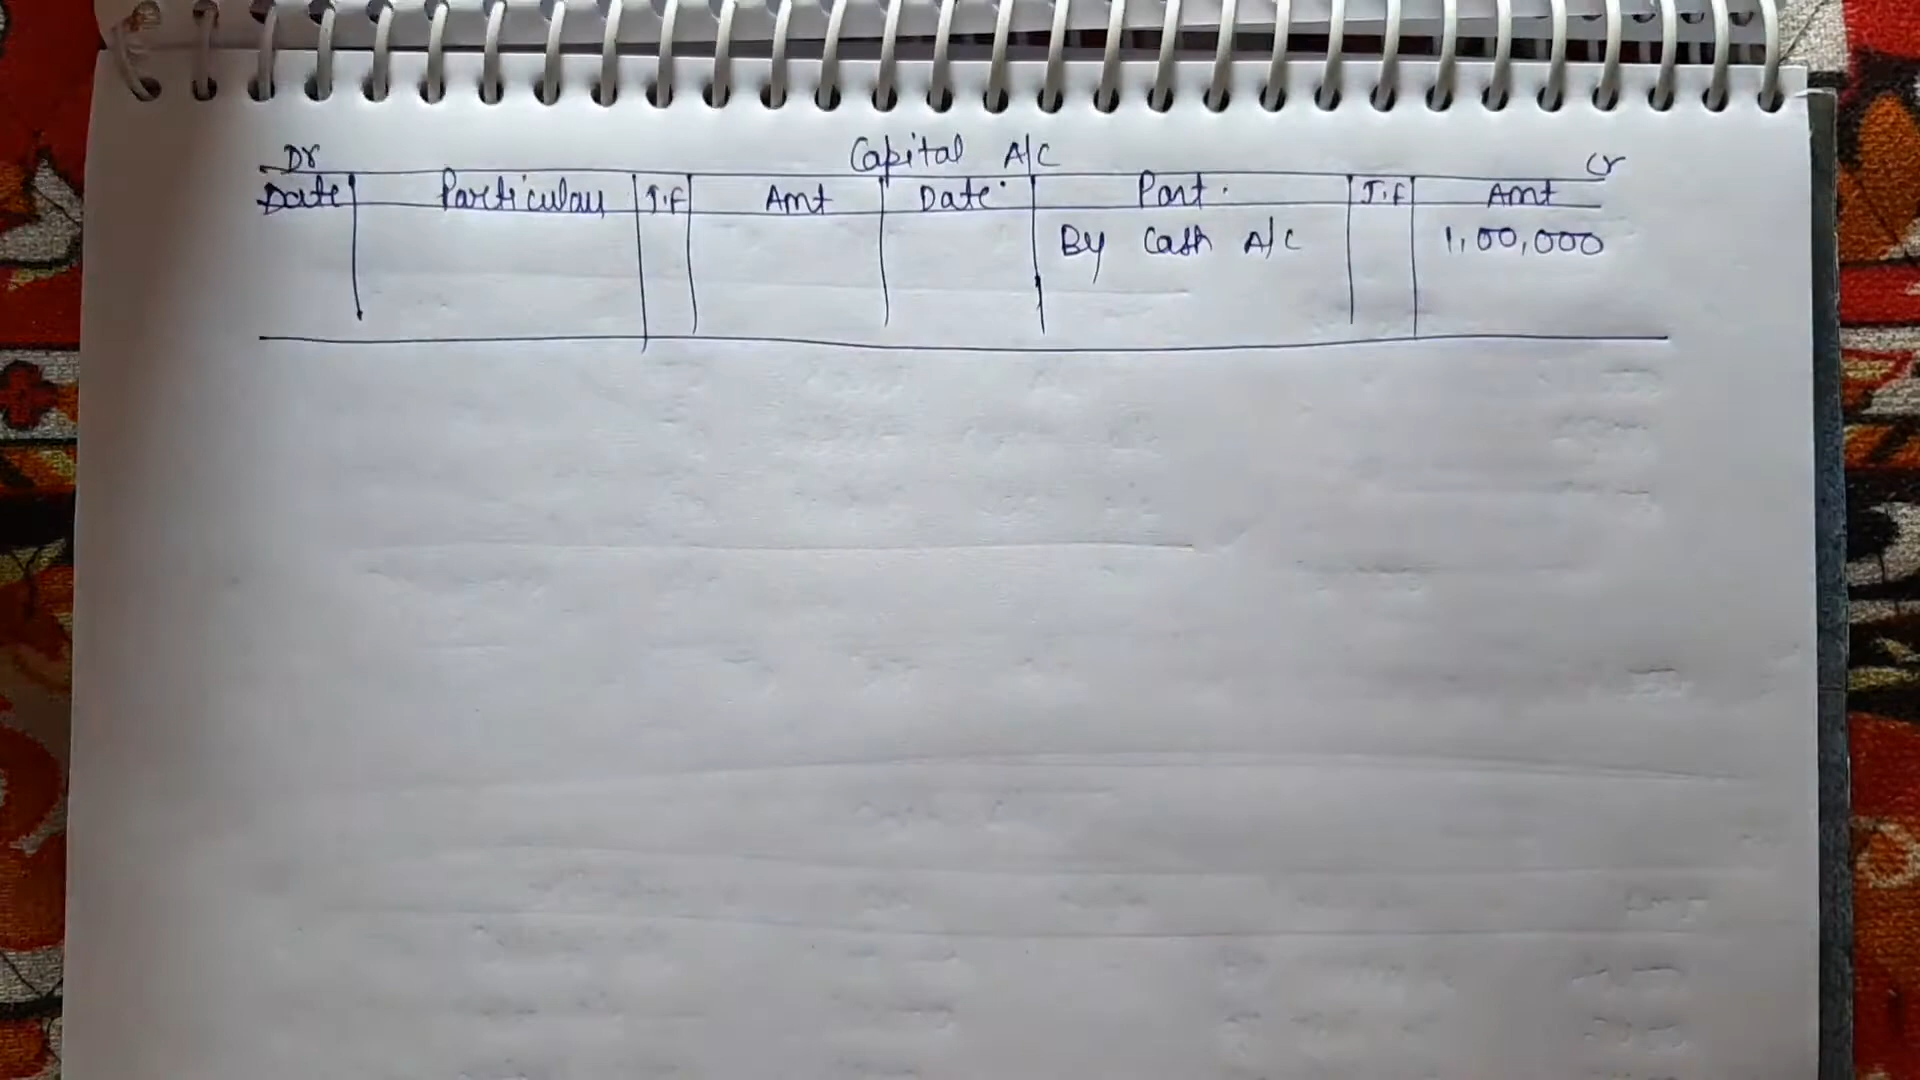 Dr Capital A/C Cr
Date Particulars J.F Amt Date Part. J.F Amt
By Cash A/C 1,00,000